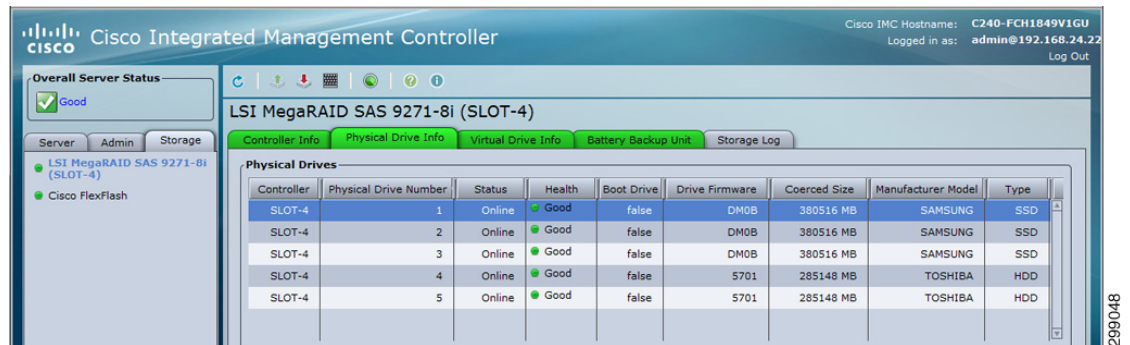 Cisco IMC Hostname: C240-FCH1849V1GU
CISCO Cisco Integrated Management Controller
Logged in as: admin@192.168.24.22
Log Out
Overall Server Status
Good
LSI MegaRAID SAS 9271-8i (SLOT-4)
Server Admin Storage
Controller Info Physical Drive Info Virtual Drive Info Battery Backup Unit Storage Log
LSI MegaRAID SAS 9271-8i
(SLOT-4)
Cisco FlexFlash
Physical Drives
Controller Physical Drive Number Status Health Boot Drive Drive Firmware Coerced Size Manufacturer Model Type
SLOT-4 1 Online Good false DM0B 380516 MB SAMSUNG SSD
SLOT-4 2 Online Good false DM0B 380516 MB SAMSUNG SSD
SLOT-4 3 Online Good false DM0B 380516 MB SAMSUNG SSD
SLOT-4 4 Online Good false 5701 285148 MB TOSHIBA HDD
SLOT-4 5 Online Good false 5701 285148 MB TOSHIBA HDD
299048